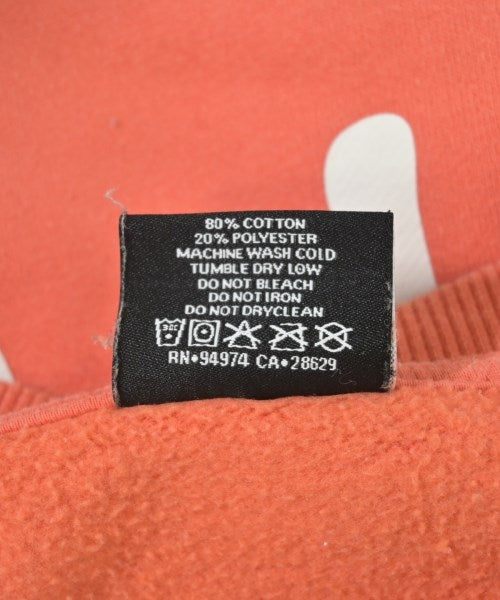 80% COTTON
20% POLYESTER
MACHINE WASH COLD
TUMBLE DRY LOW
DO NOT BLEACH
DO NOT IRON
DO NOT DRYCLEAN
RN•94974 CA•28629